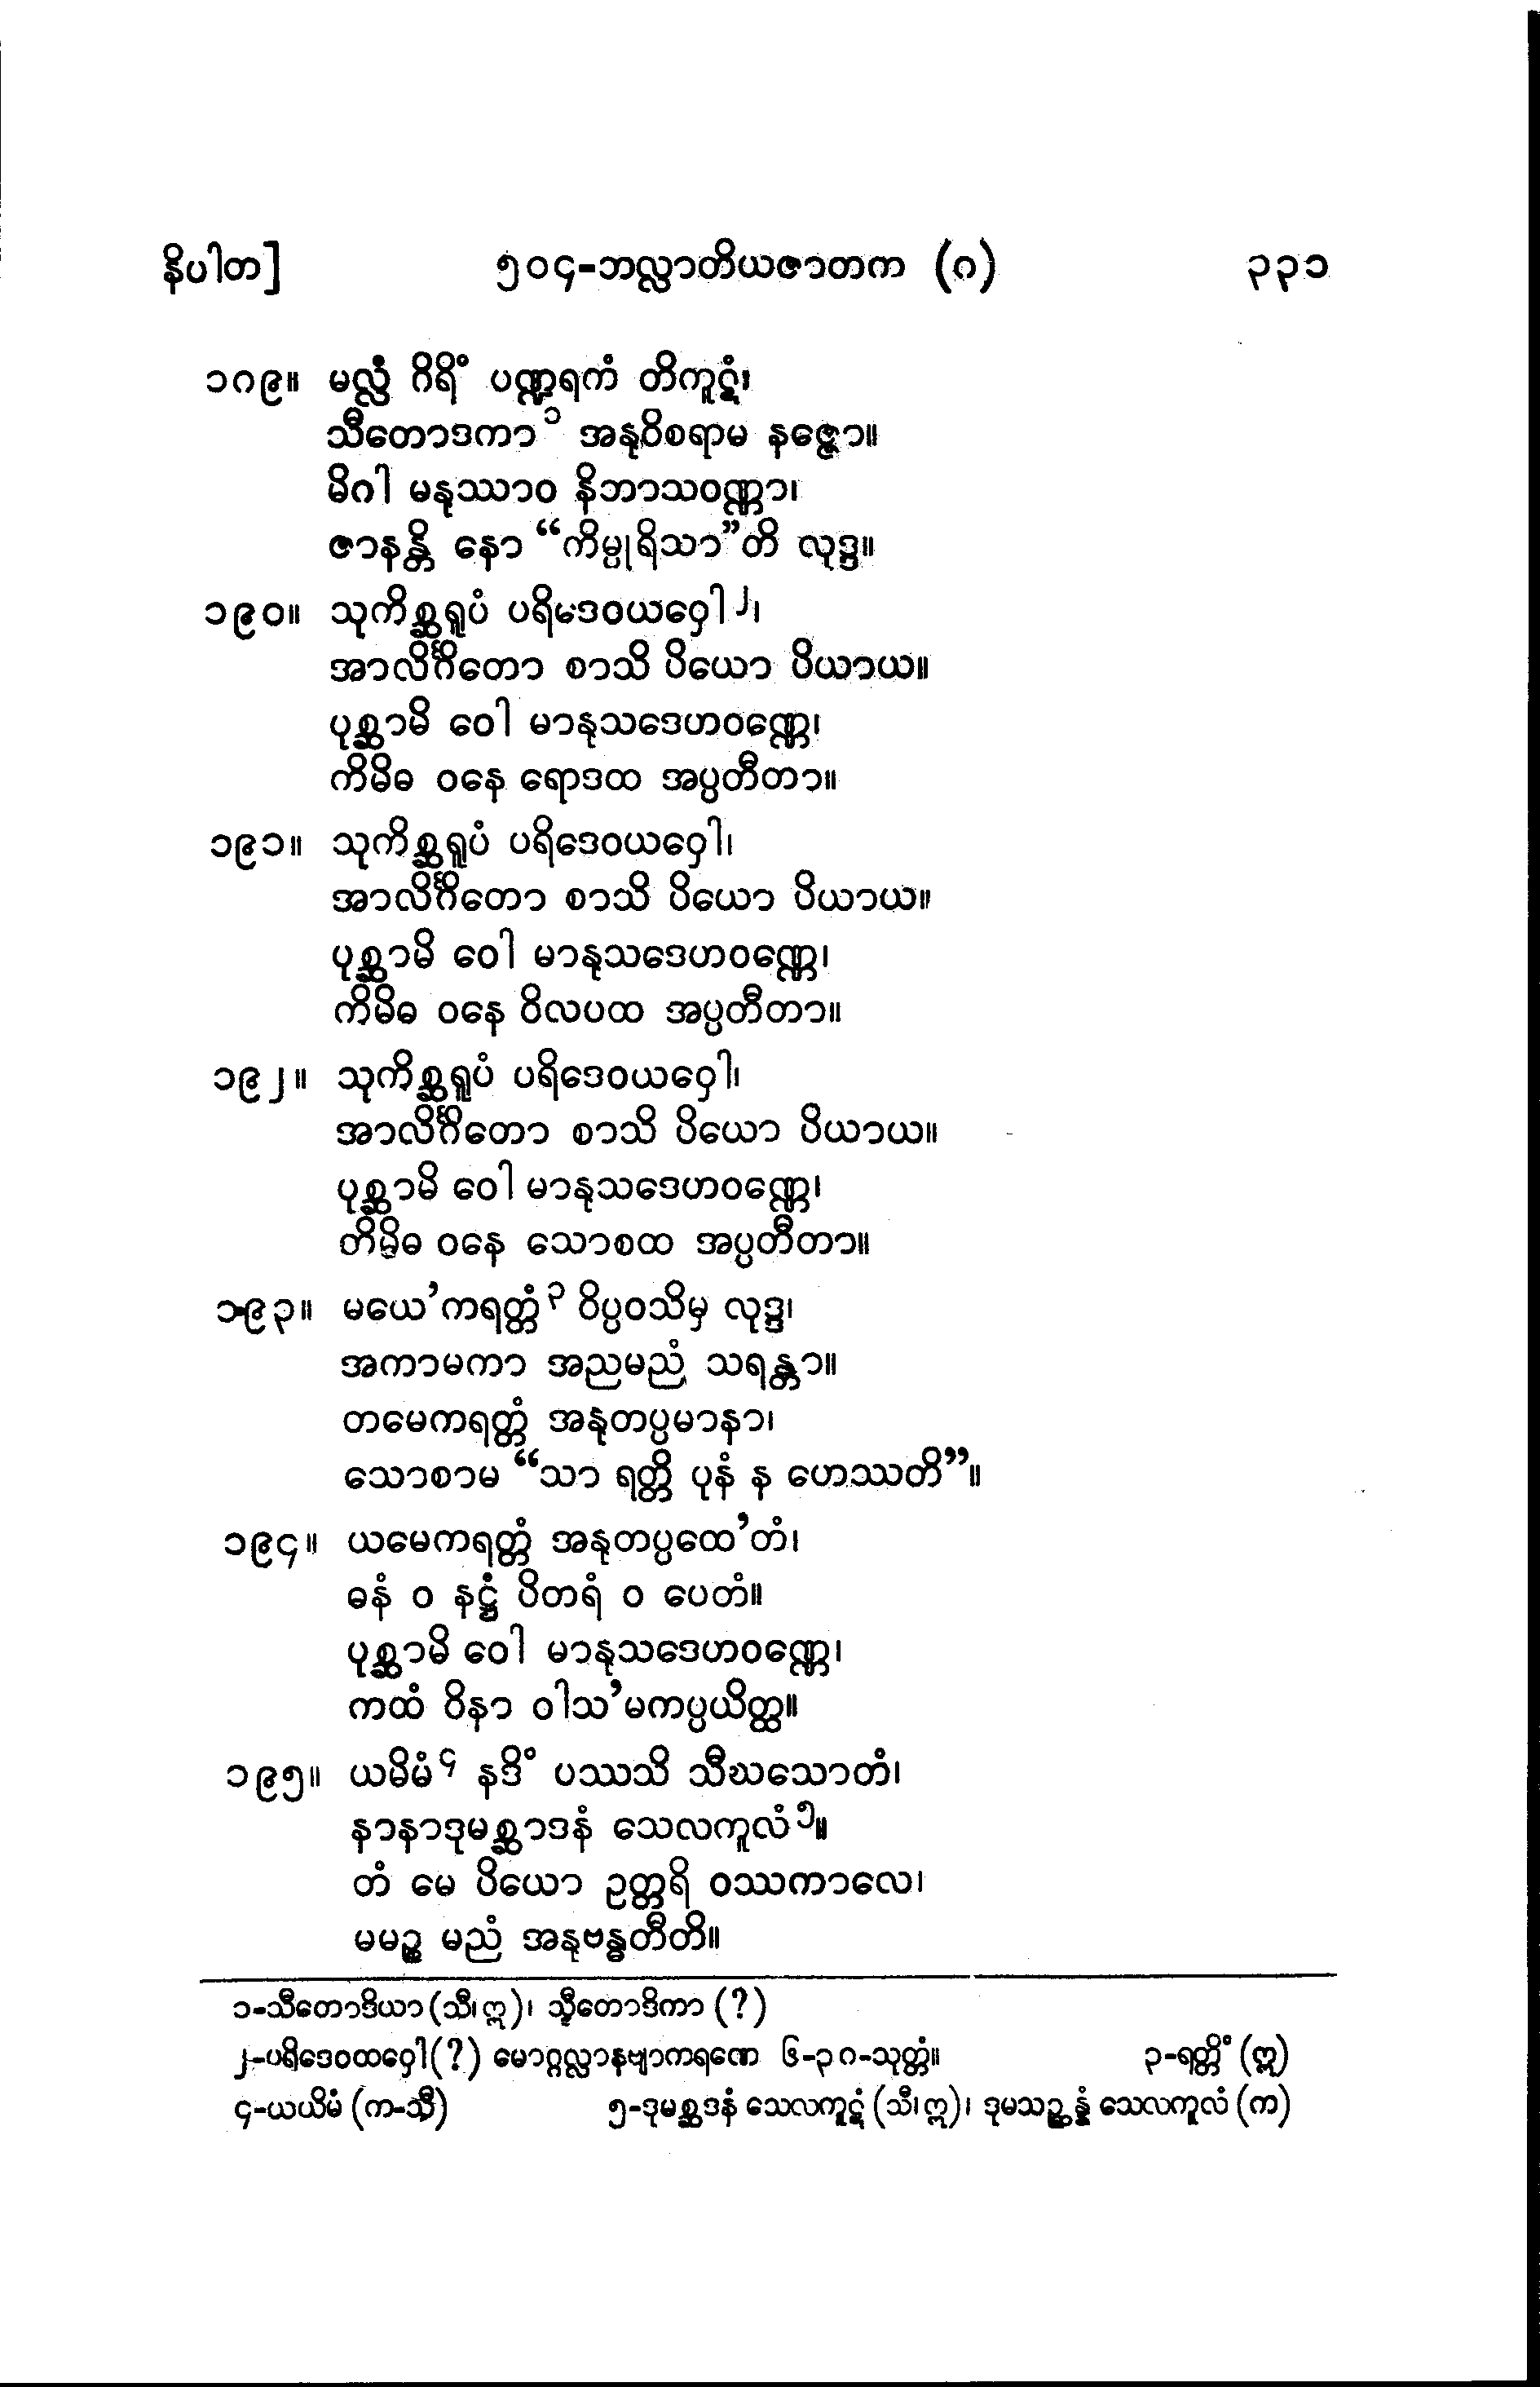 နိပါတ] ၅၀၄-ဘလ္လာတိယဇာတက (၈) ၃၃၁
၁၈၉။ မလ္လံ ဂိရိံ ပဏ္ဍရကံ တိကူဋံ၊
သီတောဒကာ ၁ အနုဝိစရာမ နဇ္ဇော။
မိဂါ မနုဿာဝ နိဘာသဝဏ္ဏာ၊
ဇာနန္တိ နော “ကိမ္ပုရိသာ”တိ လုဒ္ဒ။
၁၉၀။ သုကိစ္ဆရူပံ ပရိဒေဝယဝှေါ ၂၊
အာလိင်္ဂိတော စာသိ ပိယော ပိယာယ။
ပုစ္ဆာမိ ဝေါ မာနုသဒေဟဝဏ္ဏေ၊
ကိမိဓ ဝနေ ရောဒထ အပ္ပတီတာ။
၁၉၁။ သုကိစ္ဆရူပံ ပရိဒေဝယဝှေါ၊
အာလိင်္ဂိတော စာသိ ပိယော ပိယာယ။
ပုစ္ဆာမိ ဝေါ မာနုသဒေဟဝဏ္ဏေ၊
ကိမိဓ ဝနေ ဝိလပထ အပ္ပတီတာ။
၁၉၂။ သုကိစ္ဆရူပံ ပရိဒေဝယဝှေါ၊
အာလိင်္ဂိတော စာသိ ပိယော ပိယာယ။
ပုစ္ဆာမိ ဝေါ မာနုသဒေဟဝဏ္ဏေ၊
ကိမိဓ ဝနေ သောစထ အပ္ပတီတာ။
၁၉၃။ မယေ’ကရတ္တံ ၃ ဝိပ္ပဝသိမှ လုဒ္ဒ၊
အကာမကာ အညမညံ သရန္တာ။
တမေကရတ္တံ အနုတပ္ပမာနာ၊
သောစာမ “သာ ရတ္တိ ပုနံ န ဟေဿတိ”။
၁၉၄။ ယမေကရတ္တံ အနုတပ္ပထေ’တံ၊
ဓနံ ဝ နဋ္ဌံ ပိတရံ ဝ ပေတံ။
ပုစ္ဆာမိ ဝေါ မာနုသဒေဟဝဏ္ဏေ၊
ကထံ ဝိနာ ဝါသ’မကပ္ပယိတ္ထ။
၁၉၅။ ယမိမံ ၄ နဒိံ ပဿသိ သီဃသောတံ၊
နာနာဒုမစ္ဆာဒနံ သေလကူလံ ၅။
တံ မေ ပိယော ဥတ္တရိ ဝဿကာလေ၊
မမဉ္စ မညံ အနုဗန္ဓတီတိ။
၁-သီတောဒိယာ (သီ၊ ဣ)၊ သီတောဒိကာ (?)
၂-ပရိဒေဝထဝှေါ (?) မောဂ္ဂလ္လာနဗျာကရဏေ ၆-၃၈-သုတ္တံ။ ၃-ရတ္တိံ (ဣ)
၄-ယယိမံ (က-သီ) ၅-ဒုမစ္ဆဒနံ သေလကူဋံ (သီ၊ ဣ)၊ ဒုမသဉ္ဆန္နံ သေလကူလံ (က)